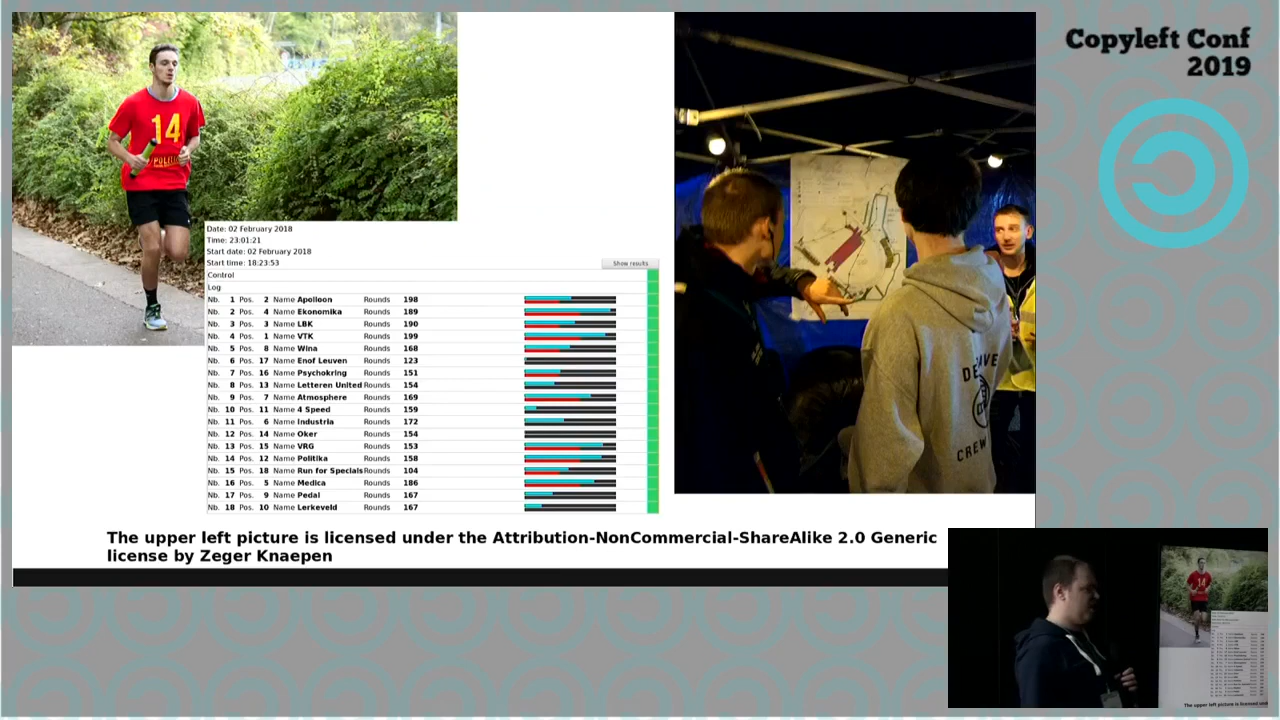 Copyleft Conf
2019
14
POLITIKA
Date: 02 February 2018
Time: 23:01:21
Start date: 02 February 2018
Start time: 18:23:53
Show results
Control
Log
Nb. 1 Pos. 2 Name Apolloon Rounds 198
Nb. 2 Pos. 4 Name Ekonomika Rounds 189
Nb. 3 Pos. 3 Name LBK Rounds 190
Nb. 4 Pos. 1 Name VTK Rounds 199
Nb. 5 Pos. 8 Name Wina Rounds 168
Nb. 6 Pos. 17 Name Enof Leuven Rounds 123
Nb. 7 Pos. 16 Name Psychokring Rounds 151
Nb. 8 Pos. 13 Name Letteren United Rounds 154
Nb. 9 Pos. 7 Name Atmosphere Rounds 169
Nb. 10 Pos. 11 Name 4 Speed Rounds 159
Nb. 11 Pos. 6 Name Industria Rounds 172
Nb. 12 Pos. 14 Name Oker Rounds 154
Nb. 13 Pos. 15 Name VRG Rounds 153
Nb. 14 Pos. 12 Name Politika Rounds 158
Nb. 15 Pos. 18 Name Run for Specials Rounds 104
Nb. 16 Pos. 5 Name Medica Rounds 186
Nb. 17 Pos. 9 Name Pedal Rounds 167
Nb. 18 Pos. 10 Name Lerkeveld Rounds 167
CREW
The upper left picture is licensed under the Attribution-NonCommercial-ShareAlike 2.0 Generic
license by Zeger Knaepen
14
The upper left picture is licensed und